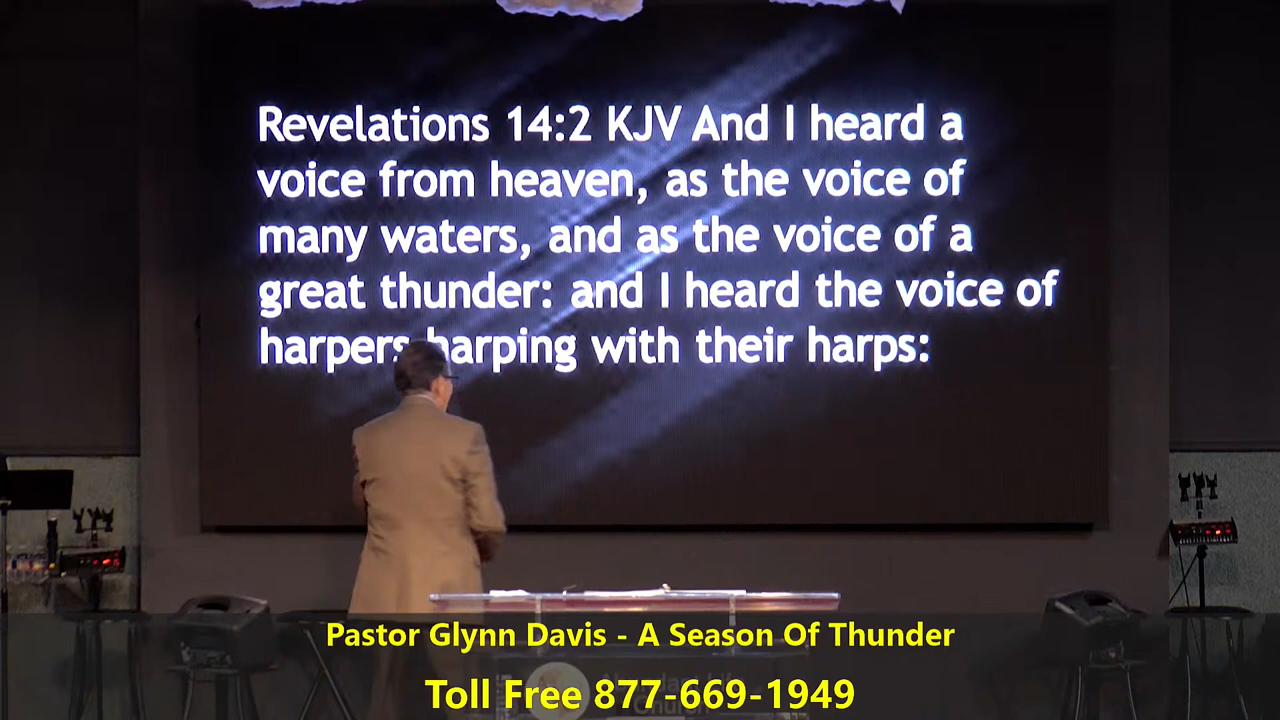 Revelations 14:2 KJV And I heard a
voice from heaven, as the voice of
many waters, and as the voice of a
great thunder: and I heard the voice of
harpers harping with their harps:
Pastor Glynn Davis - A Season Of Thunder
Toll Free 877-669-1949
Church